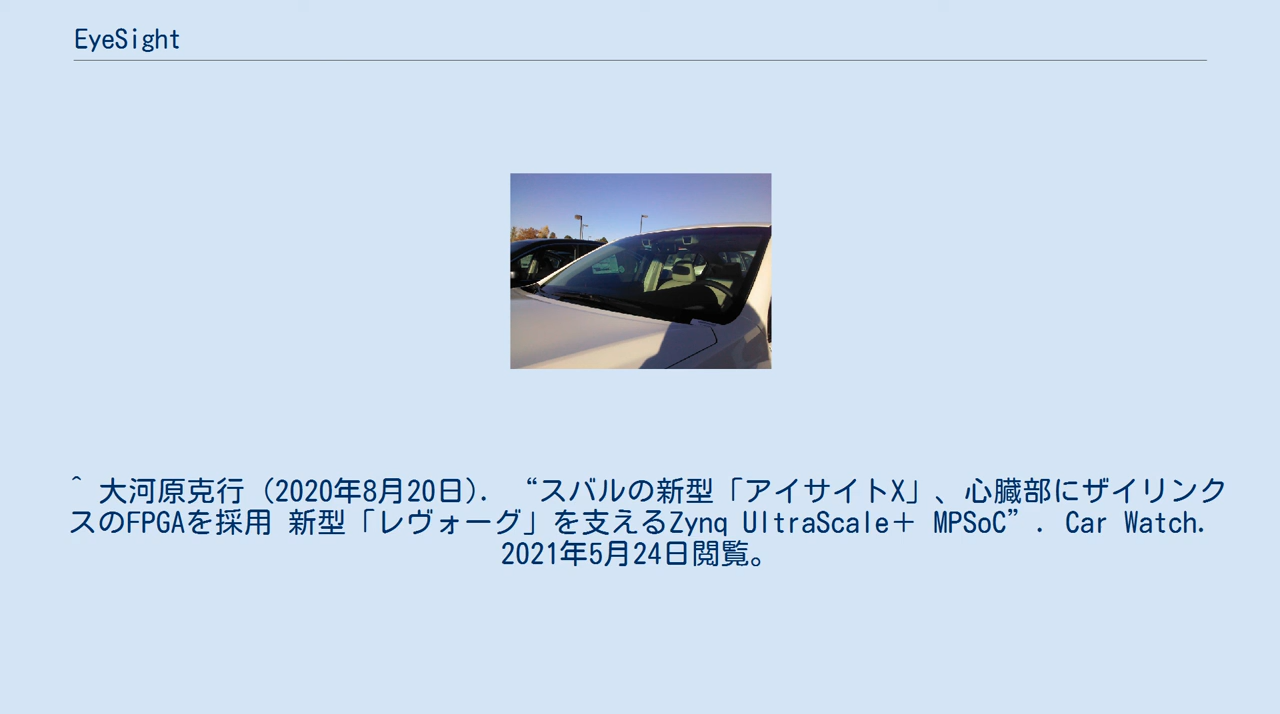 EyeSight
^ 大河原克行 (2020年8月20日). “スバルの新型「アイサイトX」、心臓部にザイリンク
スのFPGAを採用 新型「レヴォーグ」を支えるZynq UltraScale＋ MPSoC”. Car Watch.
2021年5月24日閲覧。